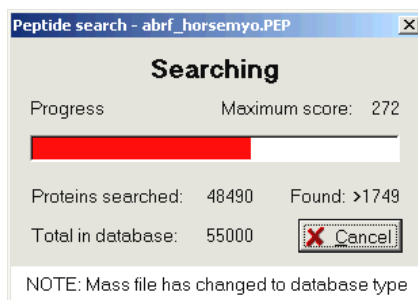 Peptide search - abrf_horsemyo.PEP
Searching
Progress Maximum score: 272
Proteins searched: 48490 Found: >1749
Total in database: 55000 Cancel
NOTE: Mass file has changed to database type